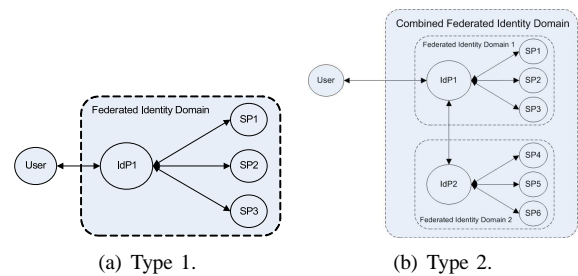 Federated Identity Domain
User
IdP1
SP1
SP2
SP3
(a) Type 1.
Combined Federated Identity Domain
Federated Identity Domain 1
User
IdP1
SP1
SP2
SP3
IdP2
SP4
SP5
SP6
Federated Identity Domain 2
(b) Type 2.